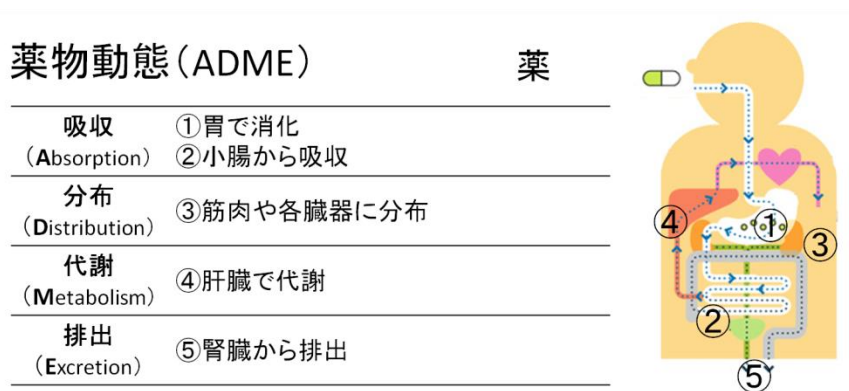 薬物動態(ADME)
薬
吸収
(Absorption)
①胃で消化
②小腸から吸収
分布
(Distribution)
③筋肉や各臓器に分布
代謝
(Metabolism)
④肝臓で代謝
排出
(Excretion)
⑤腎臓から排出
④
①
③
②
⑤